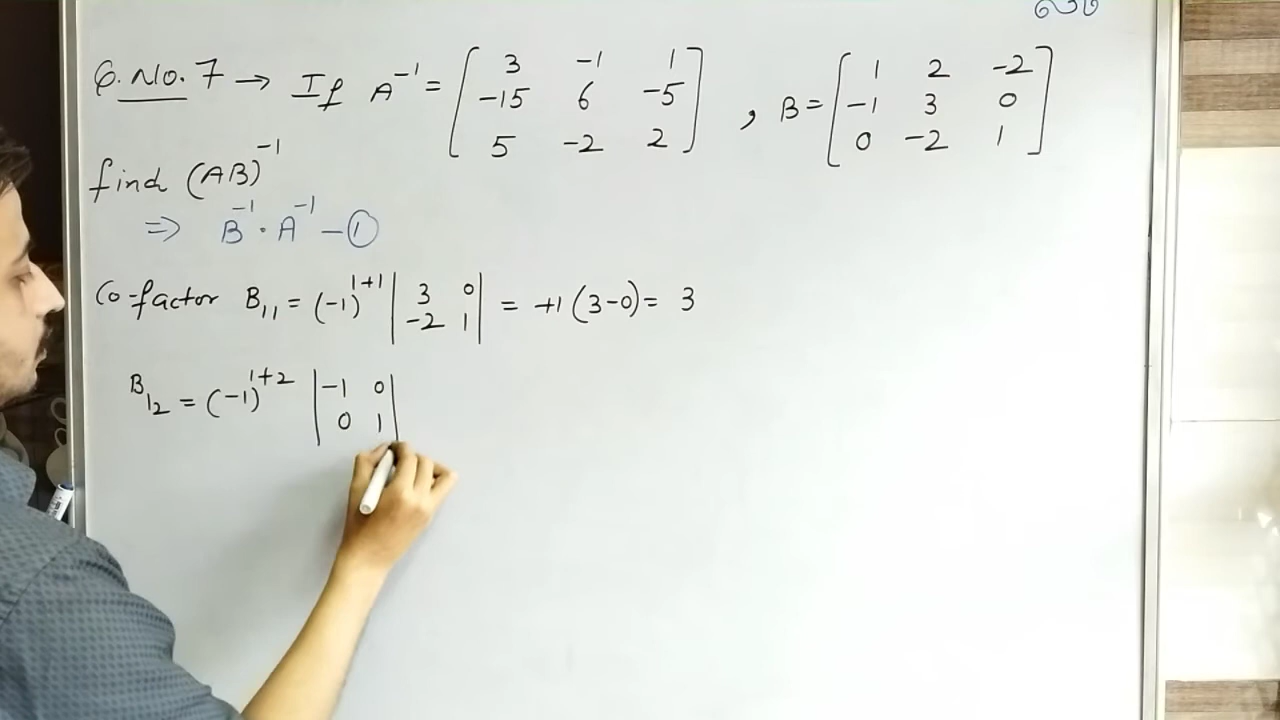 Q. No. 7 → If A⁻¹ = [3 -1 1; -15 6 -5; 5 -2 2], B = [1 2 -2; -1 3 0; 0 -2 1]
find (AB)⁻¹
⇒ B⁻¹ · A⁻¹ — ①
Co-factor B₁₁ = (-1)¹⁺¹ |3 0; -2 1| = +1 (3-0) = 3
B₁₂ = (-1)¹⁺² |-1 0; 0 1|